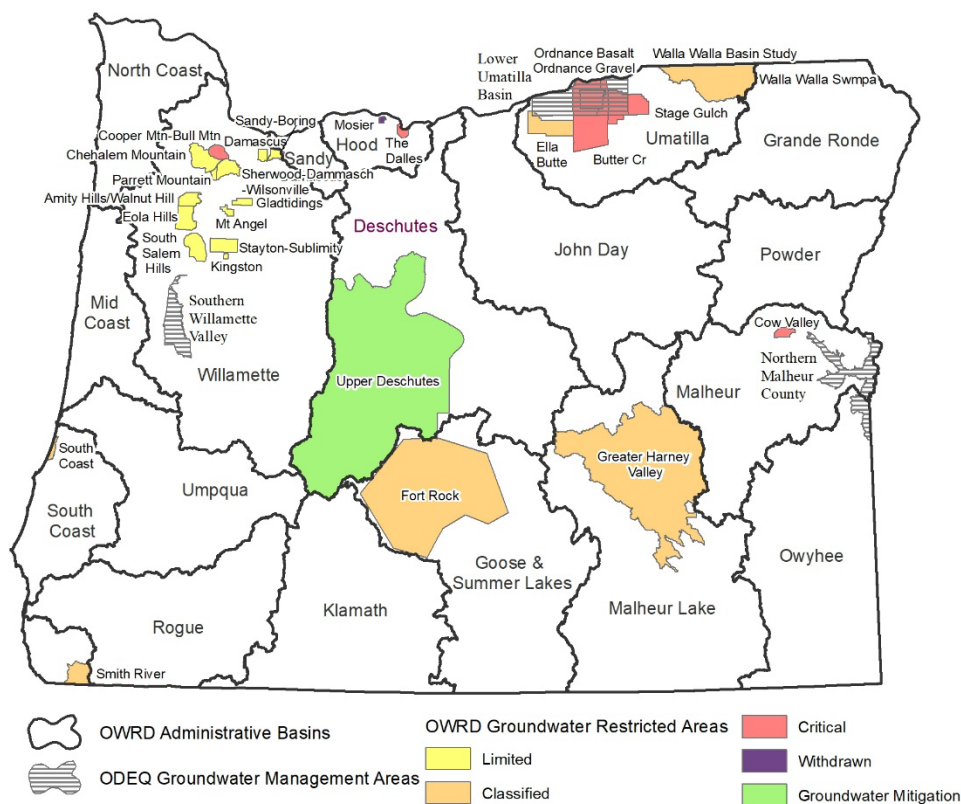 North Coast
Lower
Umatilla
Basin
Ordnance Basalt
Ordnance Gravel
Walla Walla Basin Study
Walla Walla Swmpa
Stage Gulch
Umatilla
Ella
Butte
Butter Cr
Grande Ronde
Sandy-Boring
Mosier
Hood
The
Dalles
Cooper Mtn-Bull Mtn
Damascus
Sandy
Chehalem Mountain
Parrett Mountain
Sherwood-Dammasch
-Wilsonville
Amity Hills/Walnut Hill
Gladtidings
Eola Hills
Mt Angel
South
Salem
Hills
Stayton-Sublimity
Kingston
Deschutes
John Day
Powder
Mid
Coast
Southern
Willamette
Valley
Willamette
Upper Deschutes
Cow Valley
Malheur
Northern
Malheur
County
South
Coast
Umpqua
South
Coast
Fort Rock
Greater Harney
Valley
Owyhee
Goose &
Summer Lakes
Klamath
Malheur Lake
Rogue
Smith River
OWRD Administrative Basins
ODEQ Groundwater Management Areas
OWRD Groundwater Restricted Areas
Limited
Classified
Critical
Withdrawn
Groundwater Mitigation